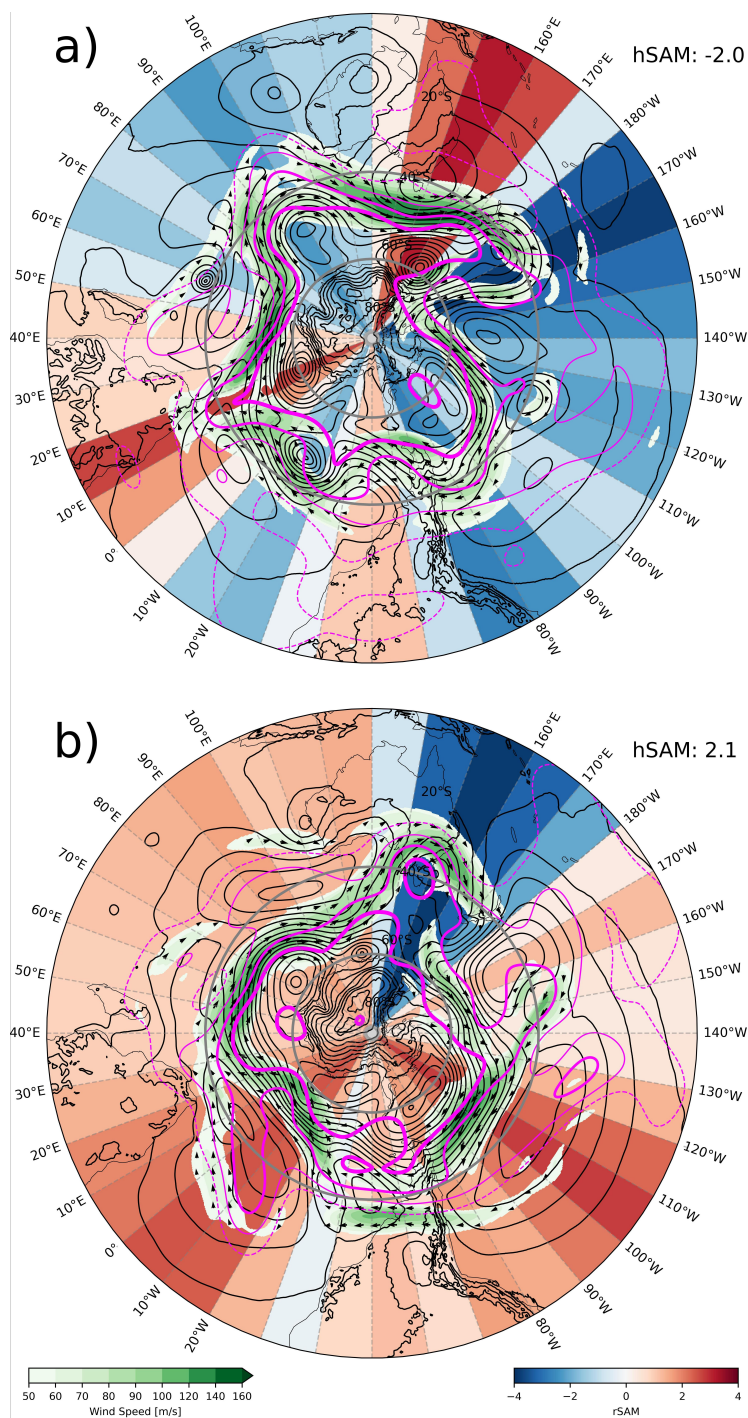 a)
hSAM: -2.0
100°E
90°E
80°E
70°E
60°E
50°E
40°E
30°E
20°E
10°E
0°
10°W
20°W
160°E
170°E
180°W
170°W
160°W
150°W
140°W
130°W
120°W
110°W
100°W
90°W
80°W
20°S
40°S
60°S
80°S
b)
hSAM: 2.1
100°E
90°E
80°E
70°E
60°E
50°E
40°E
30°E
20°E
10°E
0°
10°W
20°W
160°E
170°E
180°W
170°W
160°W
150°W
140°W
130°W
120°W
110°W
100°W
90°W
80°W
20°S
40°S
60°S
80°S
50 60 70 80 90 100 120 140 160
Wind Speed [m/s]
−4 −2 0 2 4
rSAM